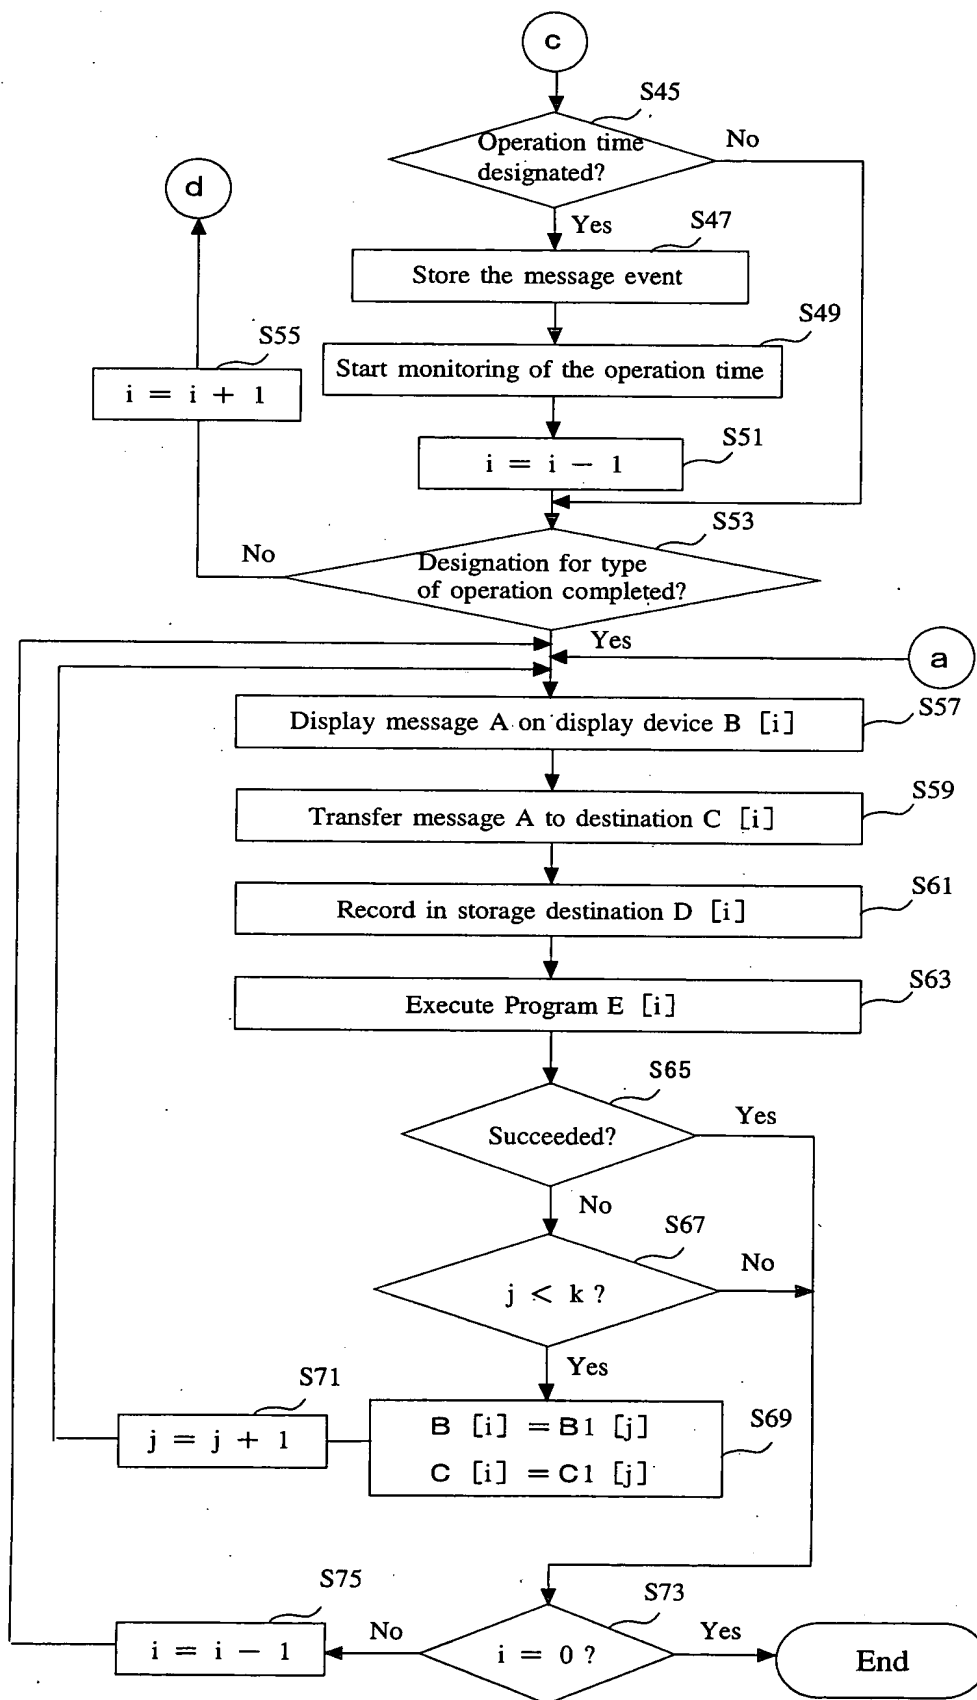 c
S45
Operation time
designated?
No
d
Yes
S47
Store the message event
S49
Start monitoring of the operation time
S55
i = i + 1
S51
i = i − 1
S53
No
Designation for type
of operation completed?
Yes
a
S57
Display message A on display device B [i]
S59
Transfer message A to destination C [i]
S61
Record in storage destination D [i]
S63
Execute Program E [i]
S65
Succeeded?
Yes
No
S67
j < k ?
No
Yes
S71
j = j + 1
S69
B [i] = B1 [j]
C [i] = C1 [j]
S75
i = i − 1
No
S73
i = 0 ?
Yes
End